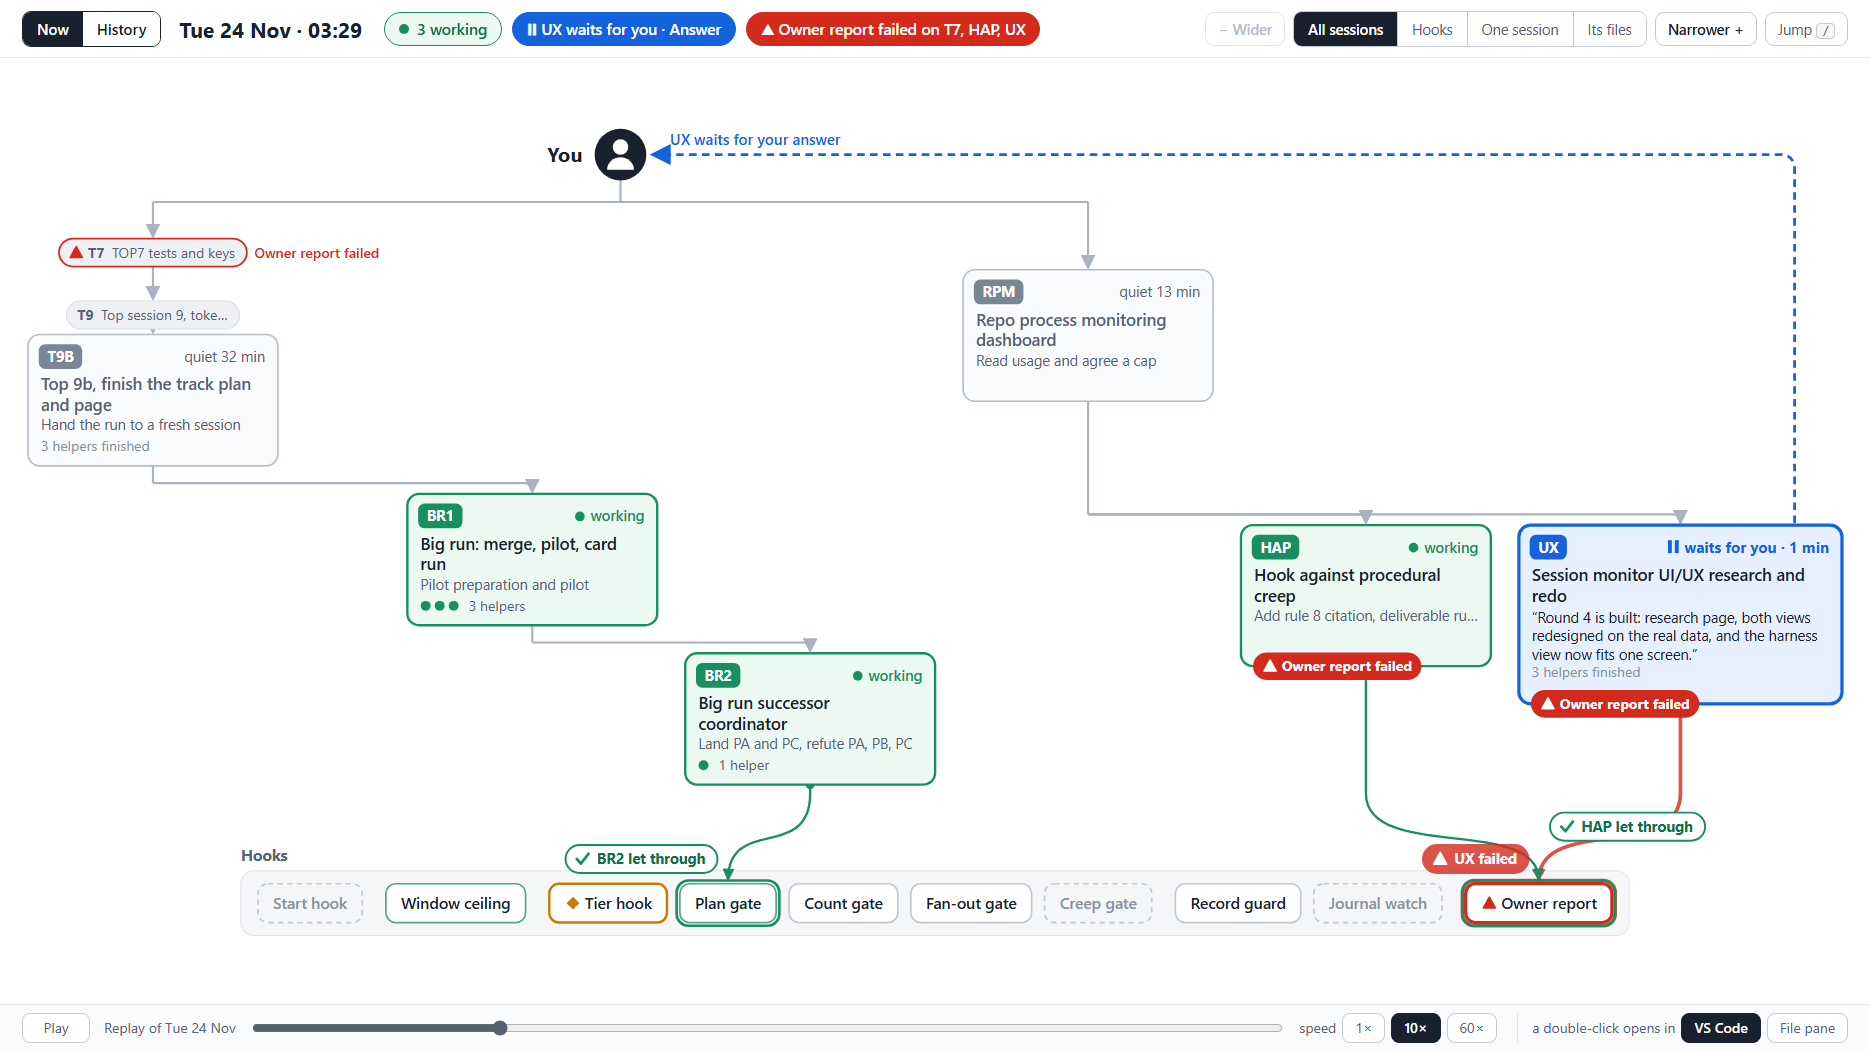 Now
History
Tue 24 Nov · 03:29
3 working
UX waits for you · Answer
Owner report failed on T7, HAP, UX
– Wider
All sessions
Hooks
One session
Its files
Narrower +
Jump /
You
UX waits for your answer
T7 TOP7 tests and keys
Owner report failed
T9 Top session 9, toke...
T9B
quiet 32 min
Top 9b, finish the track plan
and page
Hand the run to a fresh session
3 helpers finished
RPM
quiet 13 min
Repo process monitoring
dashboard
Read usage and agree a cap
BR1
working
Big run: merge, pilot, card
run
Pilot preparation and pilot
3 helpers
HAP
working
Hook against procedural
creep
Add rule 8 citation, deliverable ru...
Owner report failed
UX
waits for you · 1 min
Session monitor UI/UX research and
redo
“Round 4 is built: research page, both views
redesigned on the real data, and the harness
view now fits one screen.”
3 helpers finished
Owner report failed
BR2
working
Big run successor
coordinator
Land PA and PC, refute PA, PB, PC
1 helper
HAP let through
Hooks
BR2 let through
UX failed
Start hook
Window ceiling
Tier hook
Plan gate
Count gate
Fan-out gate
Creep gate
Record guard
Journal watch
Owner report
Play
Replay of Tue 24 Nov
speed
1×
10×
60×
a double-click opens in
VS Code
File pane